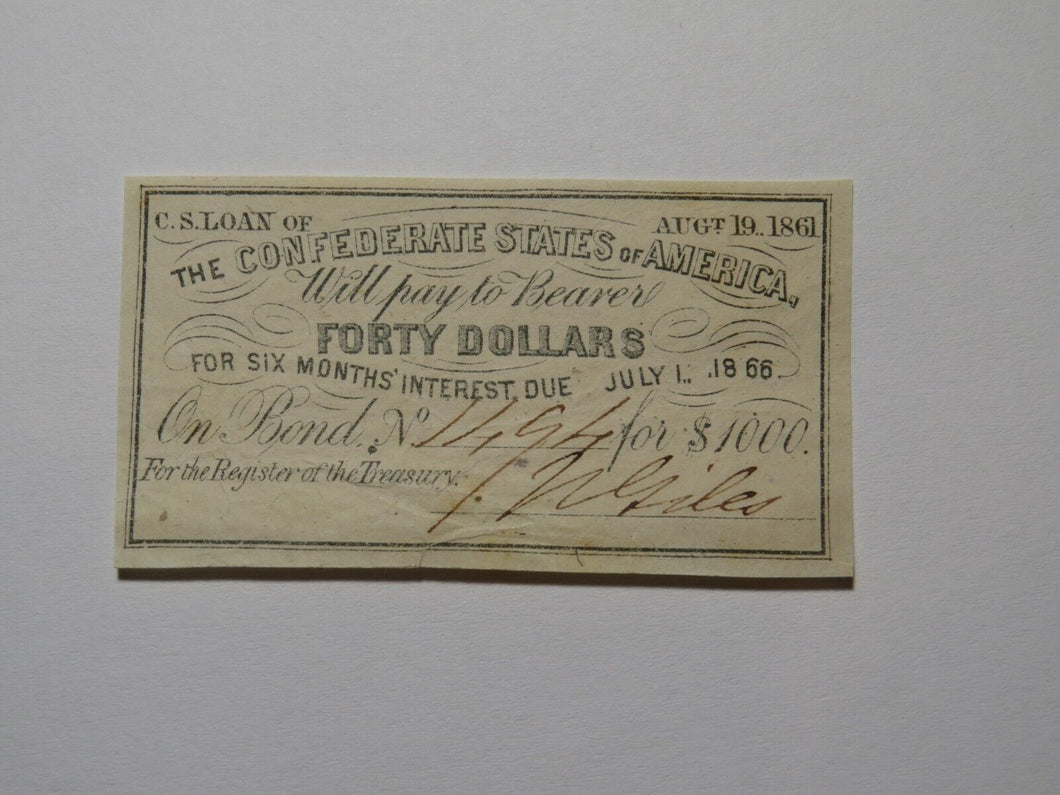 C. S. LOAN OF AUGT 19.. 1861
THE CONFEDERATE STATES OF AMERICA,
Will pay to Bearer
FORTY DOLLARS
FOR SIX MONTHS' INTEREST, DUE JULY 1.. .1866.
On Bond. No. 1494 for $1000.
For the Register of the Treasury.